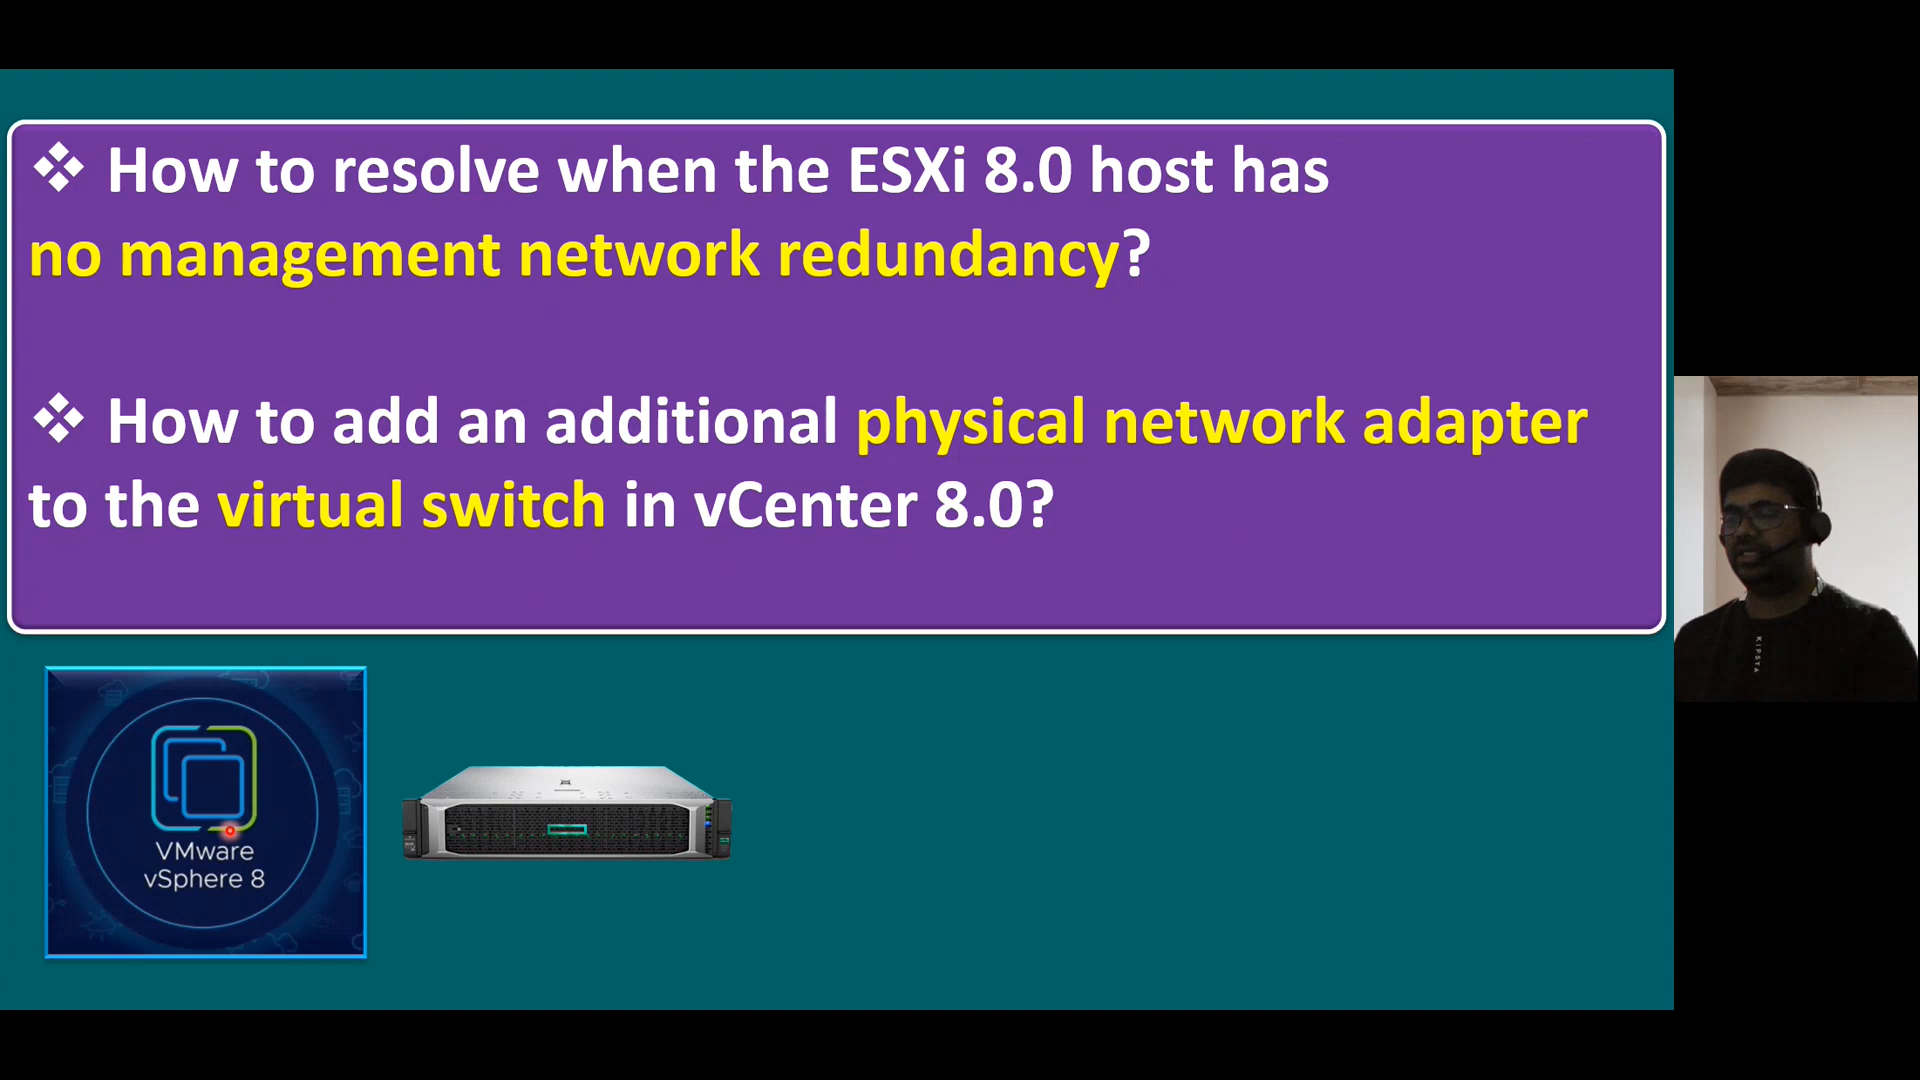 ❖ How to resolve when the ESXi 8.0 host has
no management network redundancy?
❖ How to add an additional physical network adapter
to the virtual switch in vCenter 8.0?
VMware
vSphere 8
KIPSTA